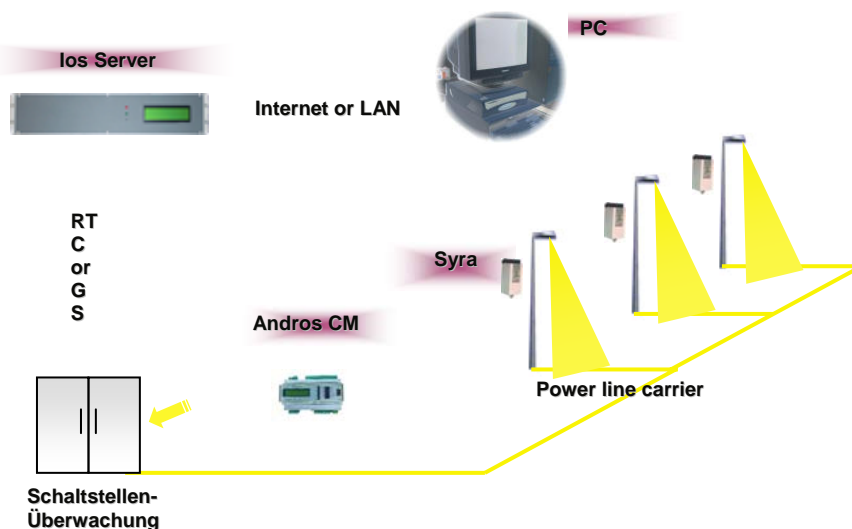 PC
Ios Server
Internet or LAN
RT
C
or
G
S
Syra
Andros CM
Power line carrier
Schaltstellen-
Überwachung